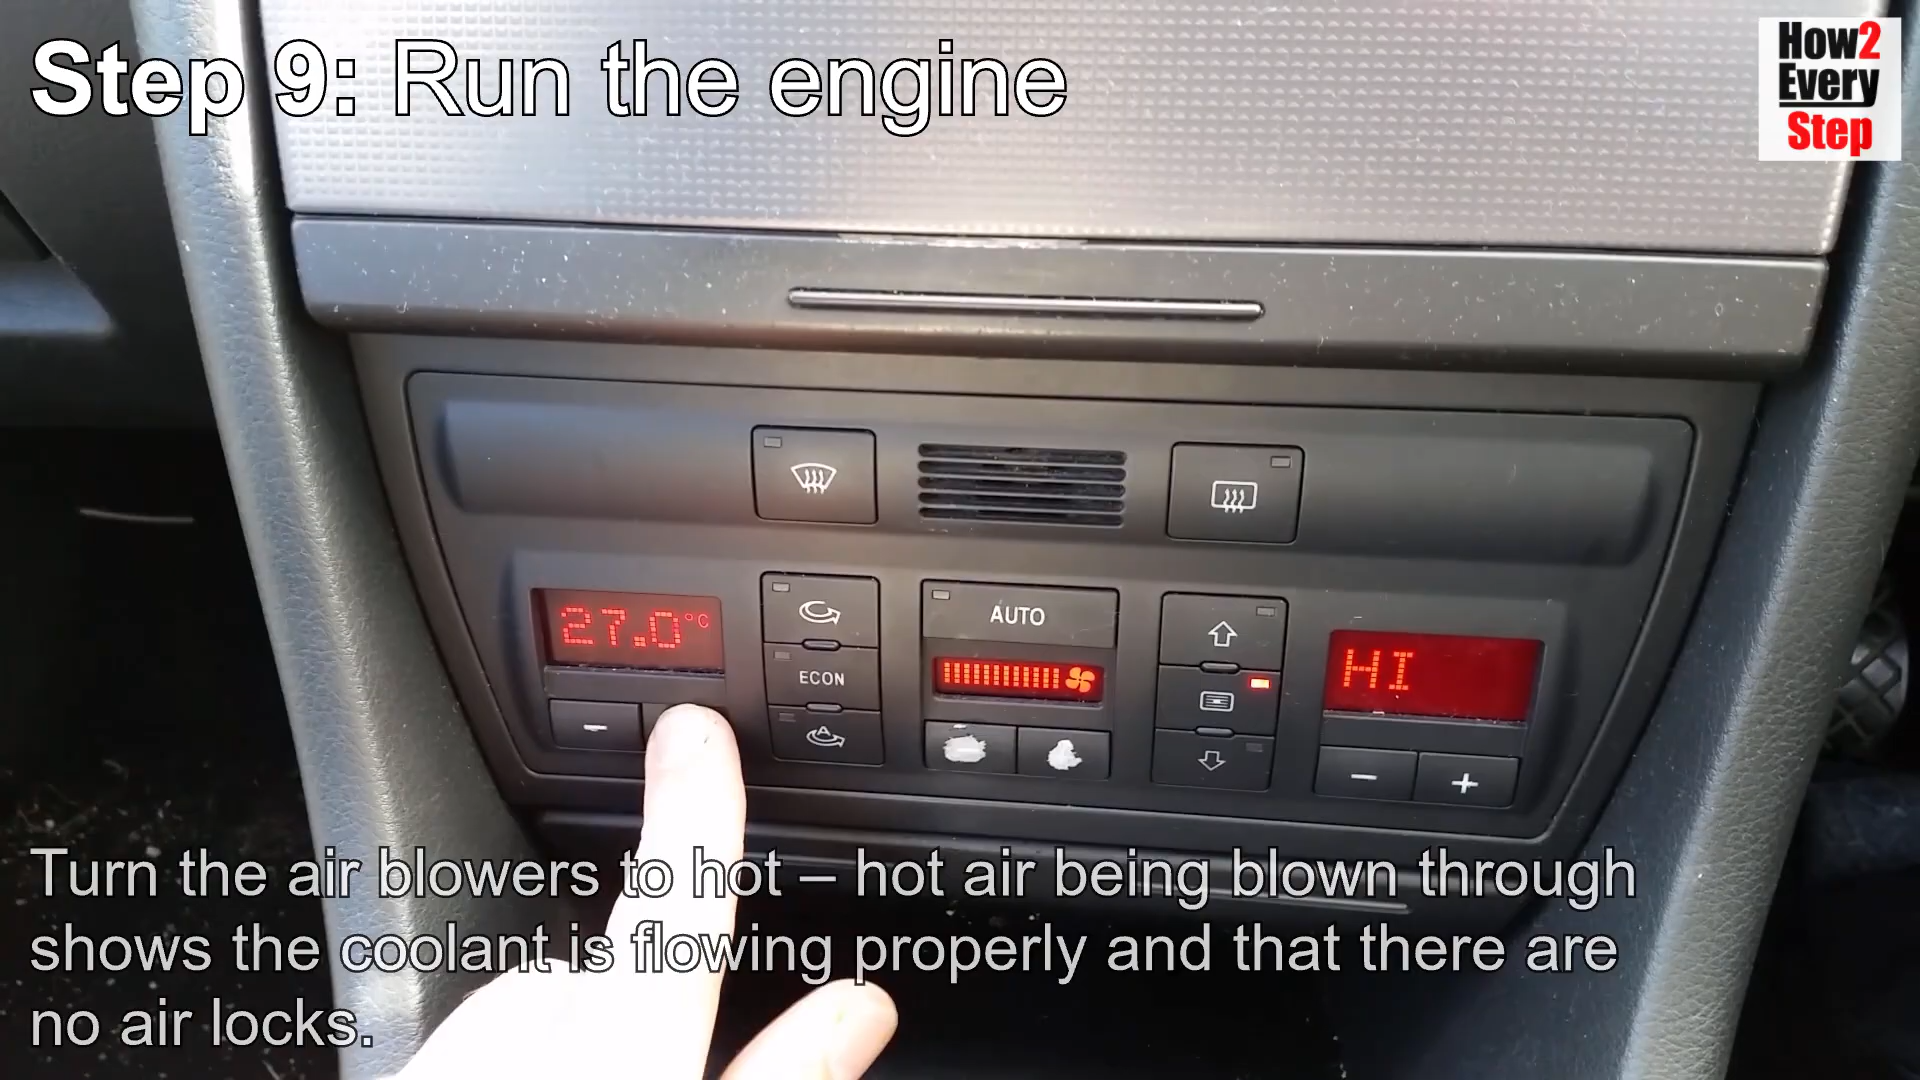 Step 9: Run the engine
How2
Every
Step
AUTO
27.0°C
ECON
HI
A
- - +
Turn the air blowers to hot – hot air being blown through
shows the coolant is flowing properly and that there are
no air locks.